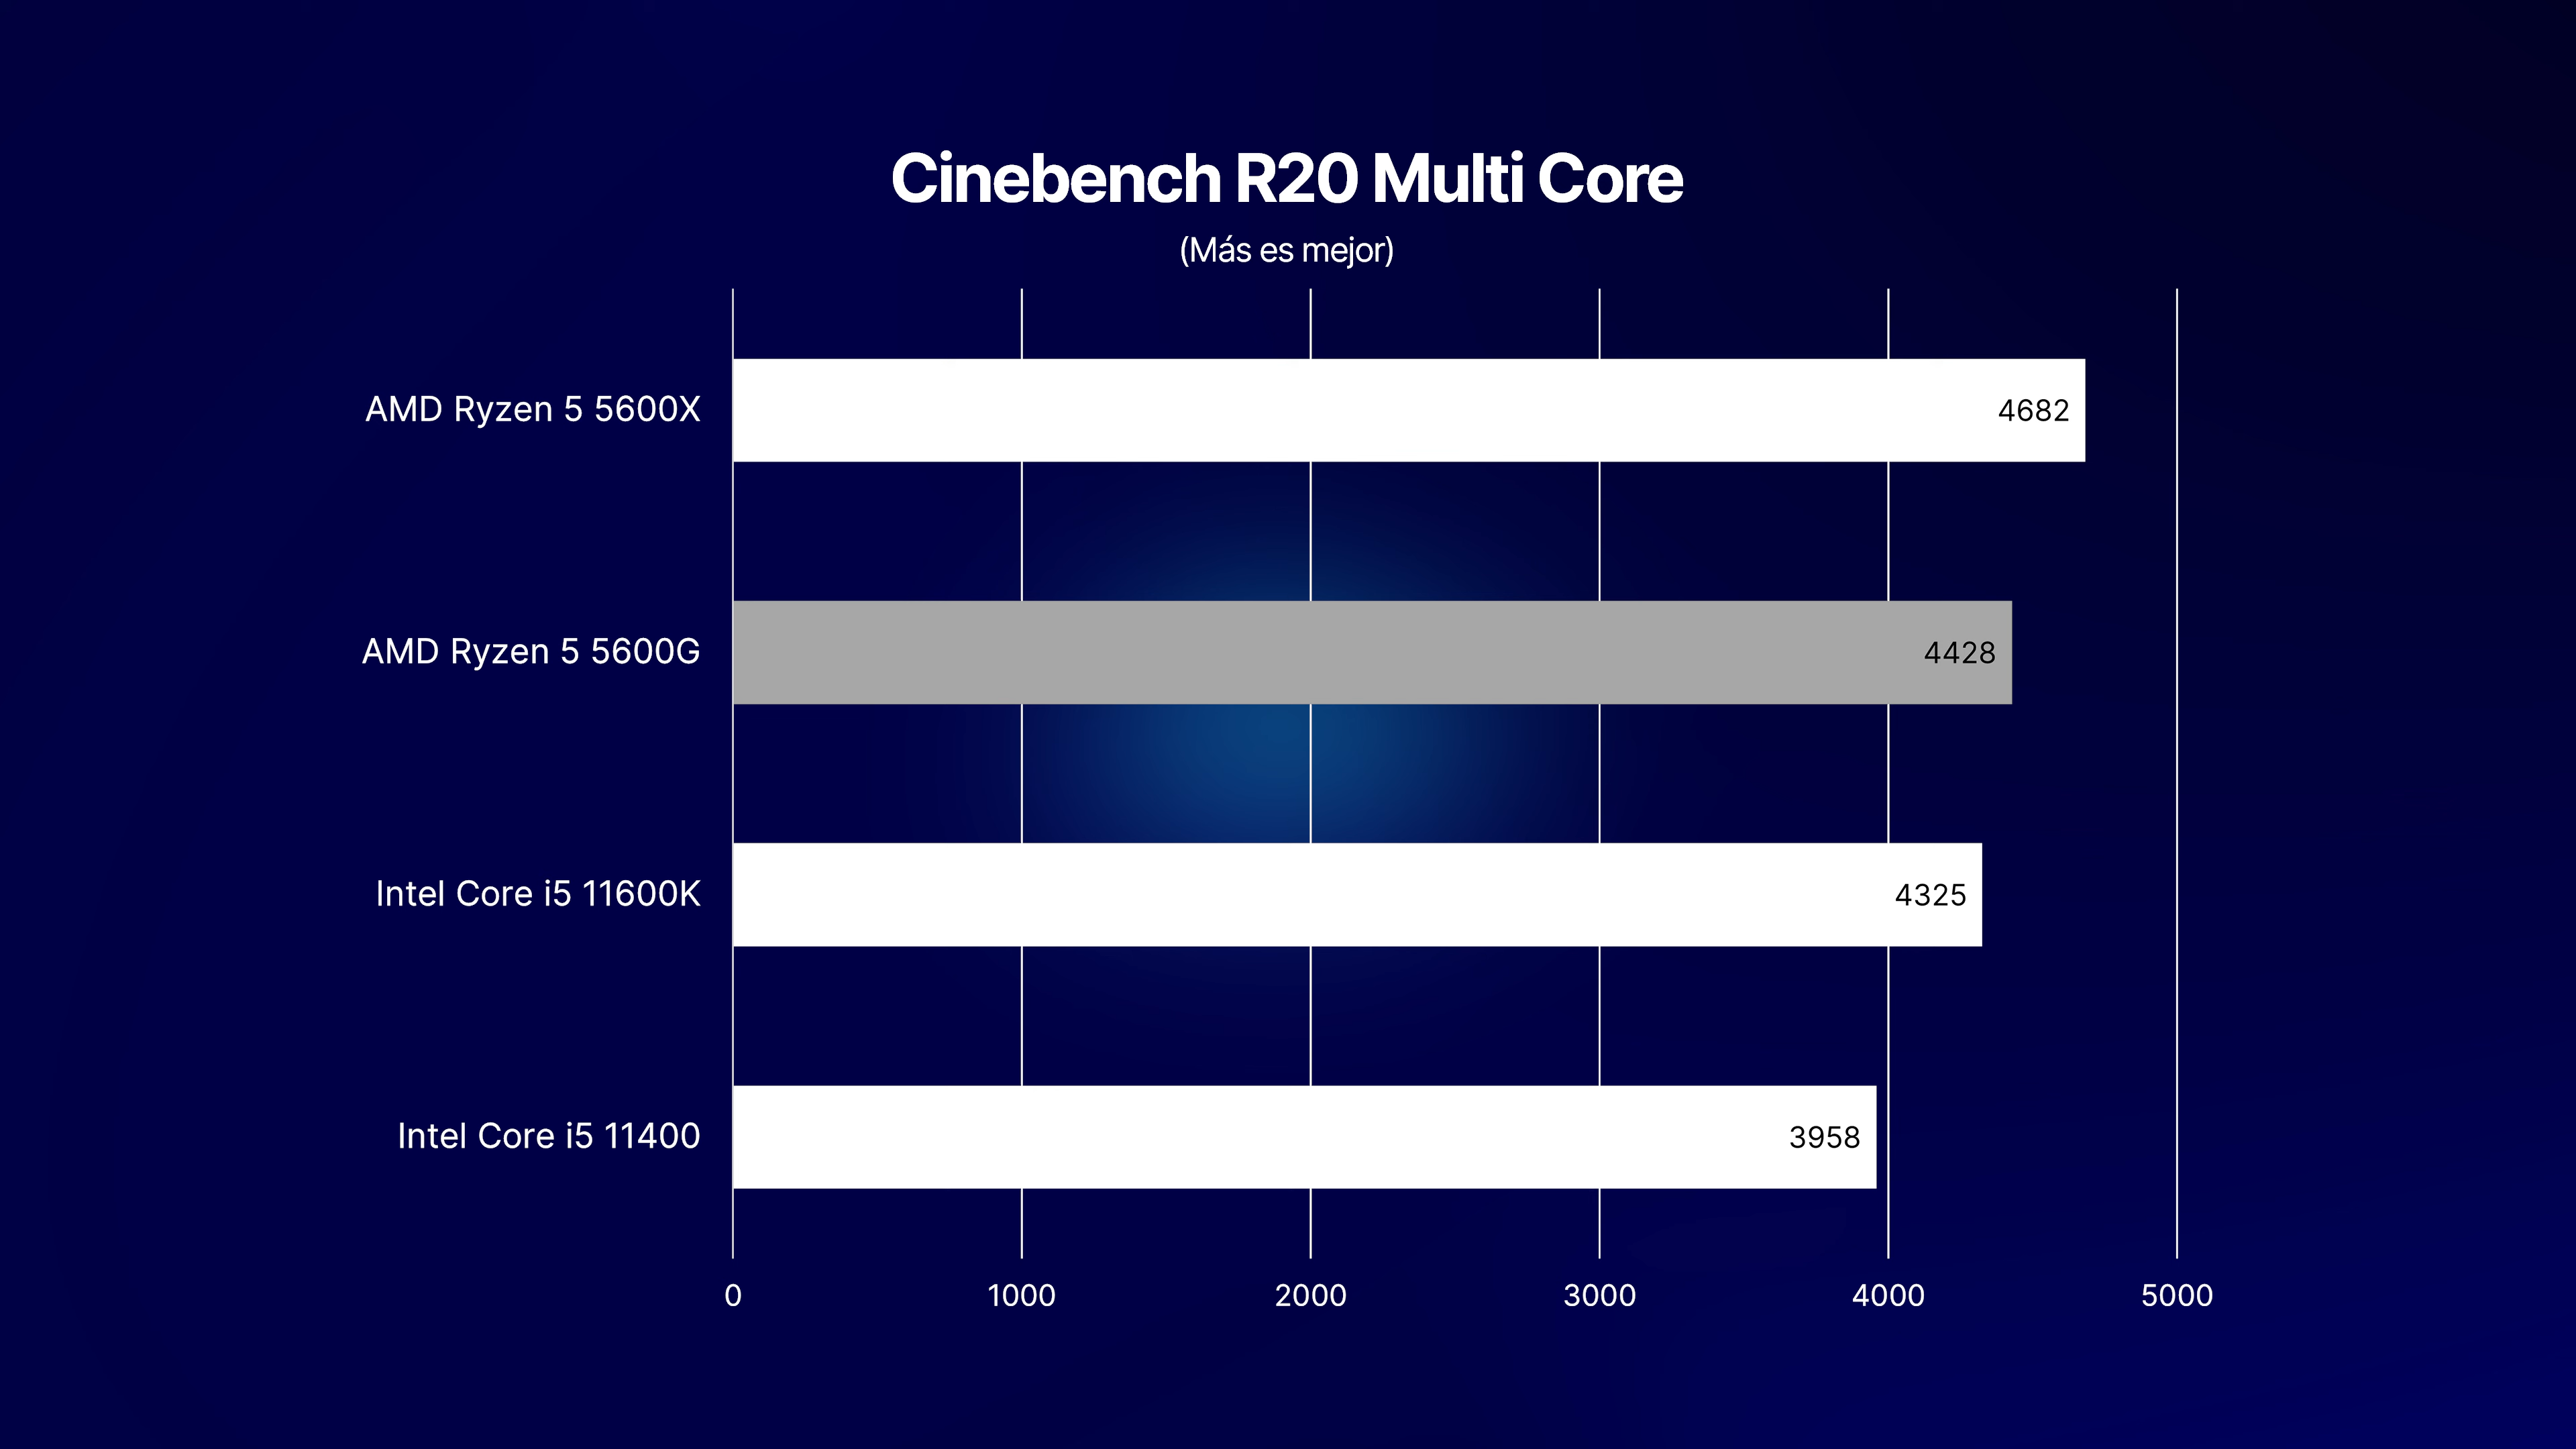 Cinebench R20 Multi Core
(Más es mejor)
AMD Ryzen 5 5600X
4682
AMD Ryzen 5 5600G
4428
Intel Core i5 11600K
4325
Intel Core i5 11400
3958
0 1000 2000 3000 4000 5000